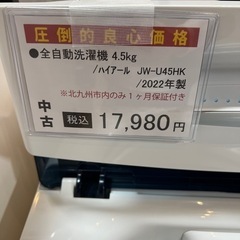 圧倒的良心価格
●全自動洗濯機 4.5kg
/ハイアール JW-U45HK
/2022年製
※北九州市内のみ1ヶ月保証付き
中古 税込 17,980円